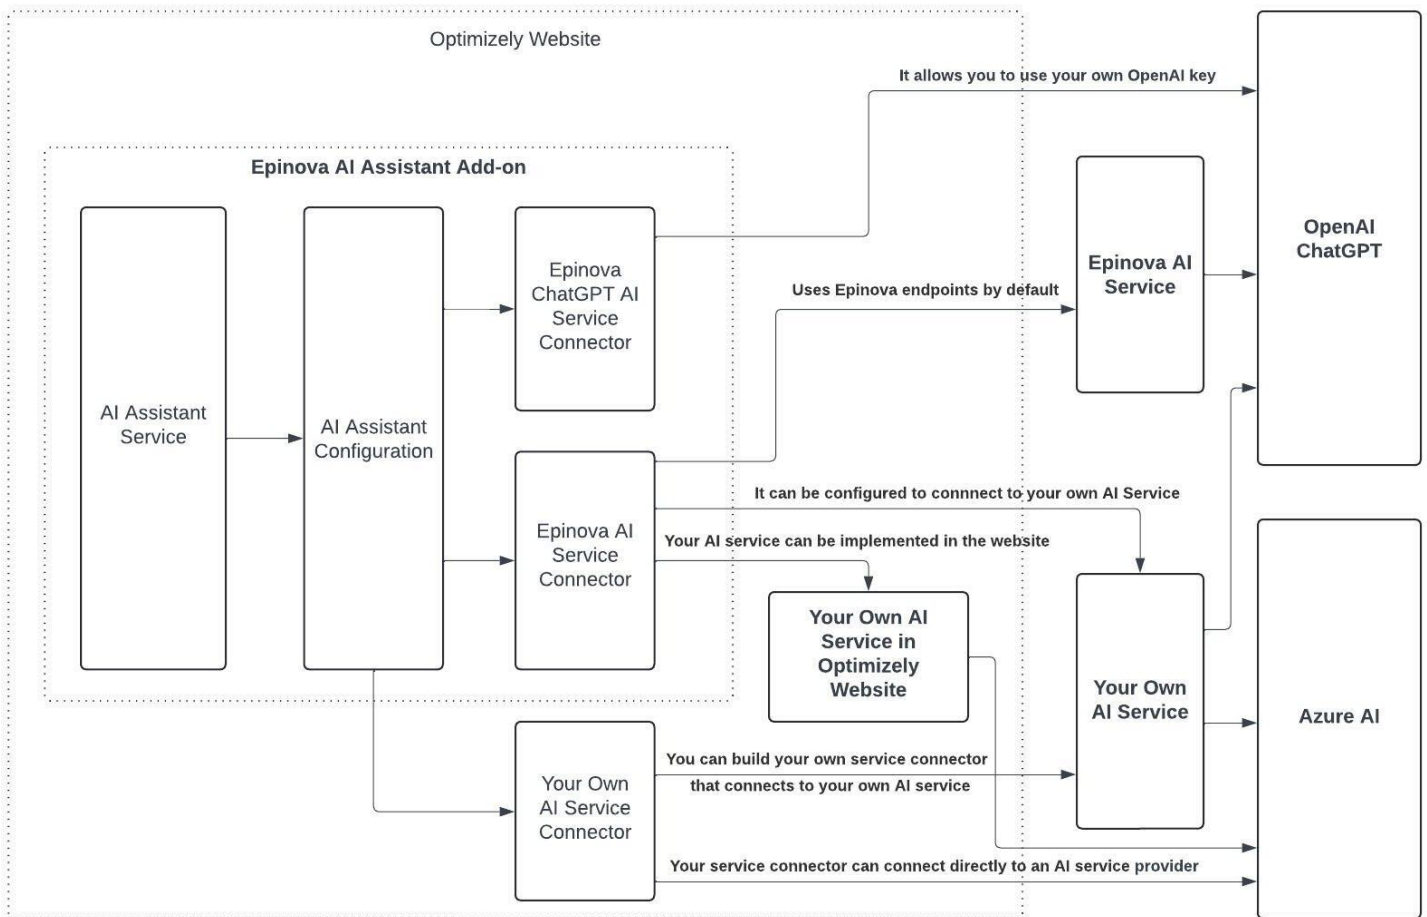 Optimizely Website
It allows you to use your own OpenAI key
Epinova AI Assistant Add-on
AI Assistant
Service
AI Assistant
Configuration
Epinova
ChatGPT AI
Service
Connector
Epinova AI
Service
OpenAI
ChatGPT
Uses Epinova endpoints by default
Epinova AI
Service
Connector
It can be configured to connnect to your own AI Service
Your AI service can be implemented in the website
Your Own AI
Service in
Optimizely
Website
Your Own
AI Service
Azure AI
Your Own
AI Service
Connector
You can build your own service connector
that connects to your own AI service
Your service connector can connect directly to an AI service provider